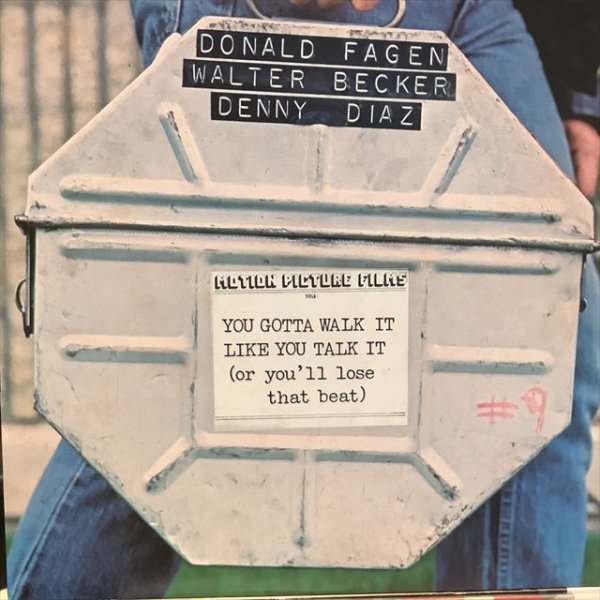 DONALD FAGEN
WALTER BECKER
DENNY DIAZ
MOTION PICTURE FILMS
TITLE
YOU GOTTA WALK IT
LIKE YOU TALK IT
(or you'll lose
that beat)
#9